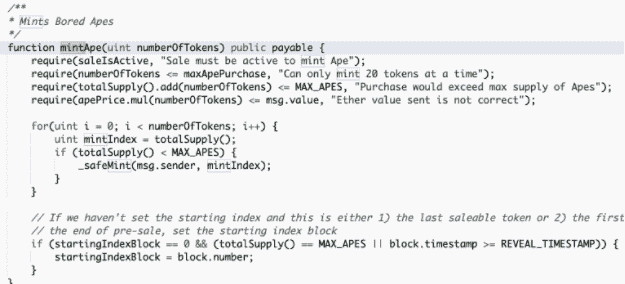 /**
* Mints Bored Apes
*/
function mintApe(uint numberOfTokens) public payable {
require(saleIsActive, "Sale must be active to mint Ape");
require(numberOfTokens <= maxApePurchase, "Can only mint 20 tokens at a time");
require(totalSupply().add(numberOfTokens) <= MAX_APES, "Purchase would exceed max supply of Apes");
require(apePrice.mul(numberOfTokens) <= msg.value, "Ether value sent is not correct");
for(uint i = 0; i < numberOfTokens; i++) {
uint mintIndex = totalSupply();
if (totalSupply() < MAX_APES) {
_safeMint(msg.sender, mintIndex);
}
}
// If we haven't set the starting index and this is either 1) the last saleable token or 2) the first
// the end of pre-sale, set the starting index block
if (startingIndexBlock == 0 && (totalSupply() == MAX_APES || block.timestamp >= REVEAL_TIMESTAMP)) {
startingIndexBlock = block.number;
}
}